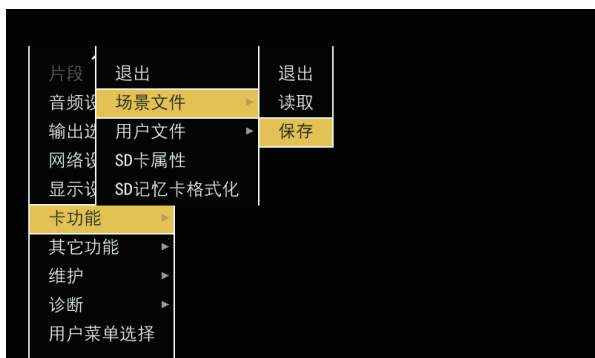 片段
音频设
输出选
网络设
显示设
卡功能
其它功能
维护
诊断
用户菜单选择
退出
场景文件
用户文件
SD卡属性
SD记忆卡格式化
退出
读取
保存